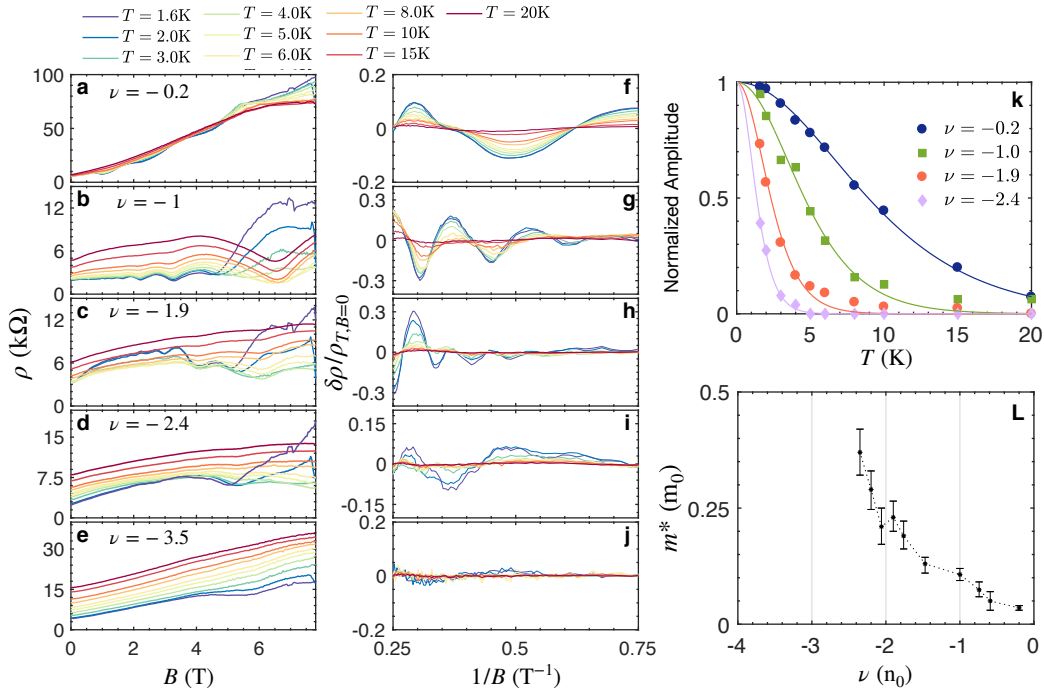 T = 1.6K T = 4.0K T = 8.0K T = 20K
T = 2.0K T = 5.0K T = 10K
T = 3.0K T = 6.0K T = 15K
a ν = − 0.2
100
50
0
b ν = − 1
12
6
0
c ν = − 1.9
12
6
0
d ν = − 2.4
15
7.5
0
e ν = − 3.5
30
15
0
0 2 4 6
B (T)
ρ (kΩ)
f
0.2
0
-0.2
g
0.3
0
-0.3
h
0.3
0
-0.3
i
0.15
0
-0.15
j
0.2
0
-0.2
0.25 0.5 0.75
1/B (T⁻¹)
δρ/ρT,B=0
k
1
0.5
0
ν = −0.2
ν = −1.0
ν = −1.9
ν = −2.4
Normalized Amplitude
0 5 10 15 20
T (K)
L
0.5
0.25
0
m* (m₀)
-4 -3 -2 -1 0
ν (n₀)